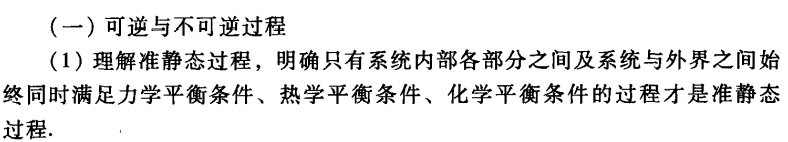 (一) 可逆与不可逆过程
(1) 理解准静态过程，明确只有系统内部各部分之间及系统与外界之间始
终同时满足力学平衡条件、热学平衡条件、化学平衡条件的过程才是准静态
过程.